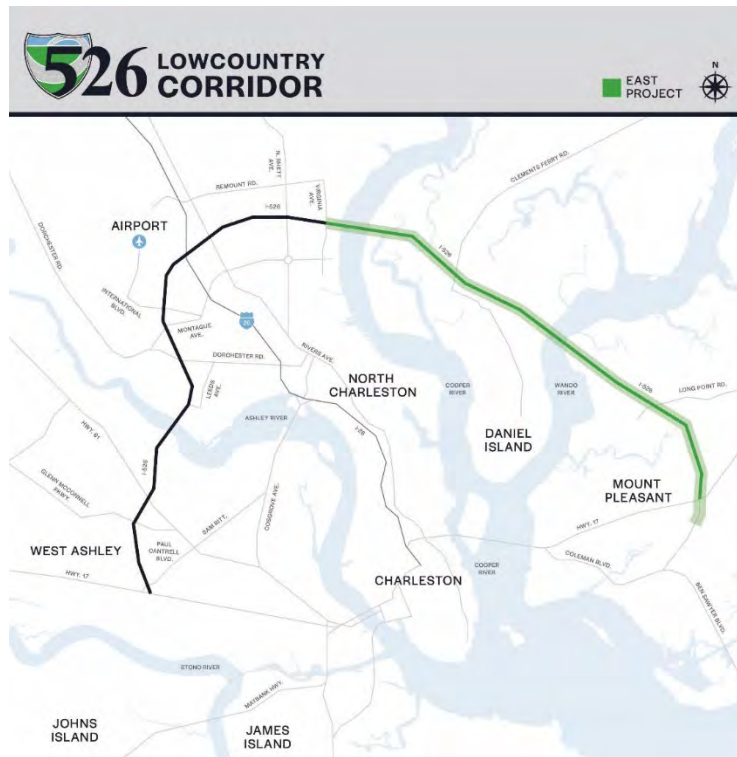 526 LOWCOUNTRY
CORRIDOR
EAST
PROJECT
N
CLEMENTS FERRY RD.
N. RHETT
AVE.
VIRGINIA
AVE.
REMOUNT RD.
I-526
AIRPORT
DORCHESTER RD.
I-526
INTERNATIONAL
BLVD.
MONTAGUE
AVE.
26
RIVERS AVE.
DORCHESTER RD.
LEEDS
AVE.
NORTH
CHARLESTON
COOPER
RIVER
WANDO
RIVER
I-526
LONG POINT RD.
ASHLEY RIVER
I-26
DANIEL
ISLAND
HWY. 61
I-526
GLENN MCCONNELL
PKWY.
SAM RITT.
COSGROVE AVE.
MOUNT
PLEASANT
HWY. 17
WEST ASHLEY
PAUL
CANTRELL
BLVD.
HWY. 17
CHARLESTON
COOPER
RIVER
COLEMAN BLVD.
BEN SAWYER BLVD.
STONO RIVER
MAYBANK HWY.
JOHNS
ISLAND
JAMES
ISLAND